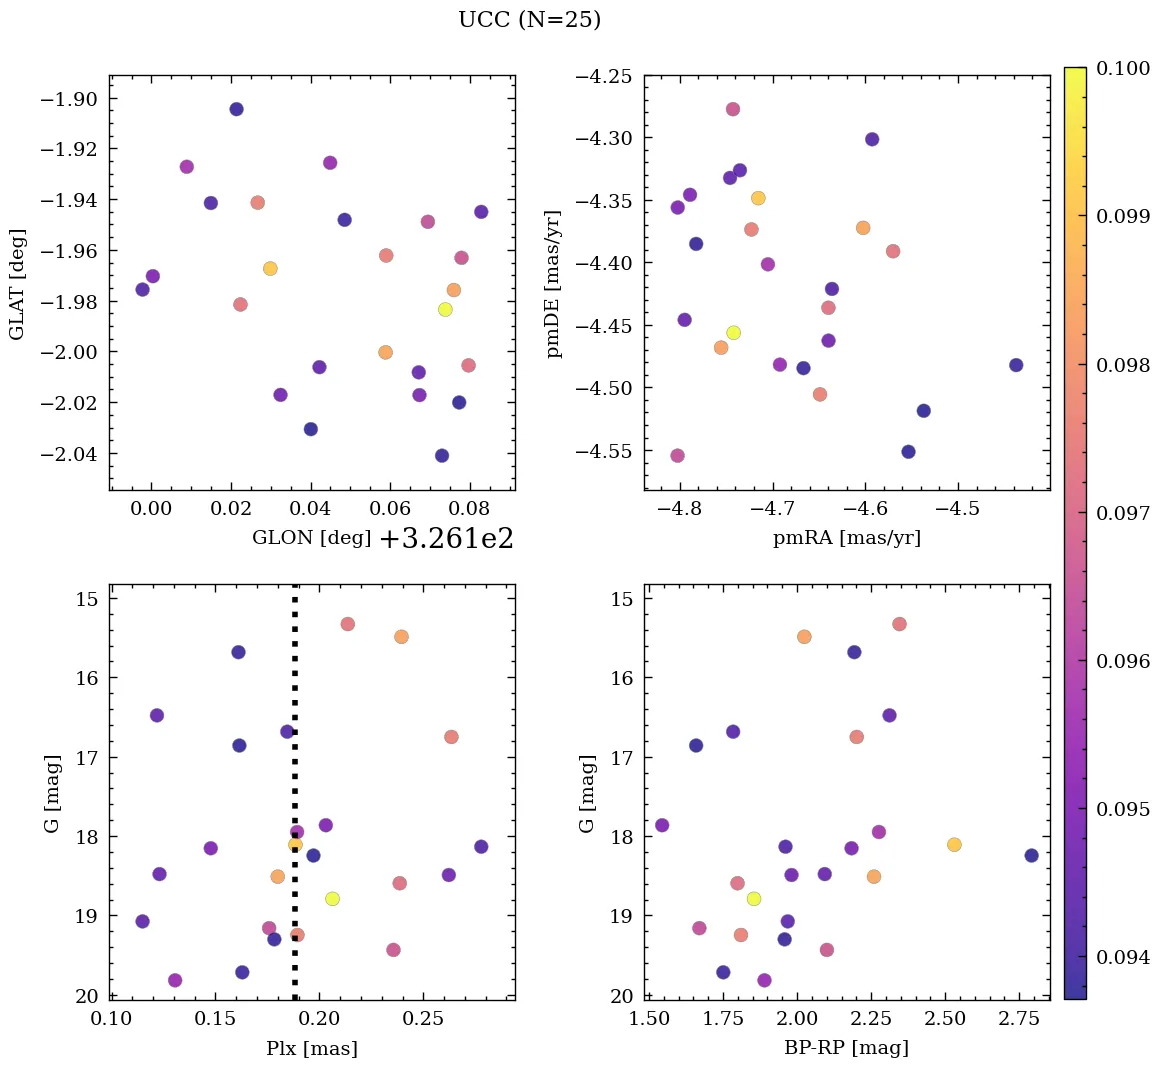 UCC (N=25)
−1.90
−1.92
−1.94
−1.96
−1.98
−2.00
−2.02
−2.04
GLAT [deg]
0.00 0.02 0.04 0.06 0.08
GLON [deg] +3.261e2
−4.25
−4.30
−4.35
−4.40
−4.45
−4.50
−4.55
pmDE [mas/yr]
−4.8 −4.7 −4.6 −4.5
pmRA [mas/yr]
15
16
17
18
19
20
G [mag]
0.10 0.15 0.20 0.25
Plx [mas]
15
16
17
18
19
20
G [mag]
1.50 1.75 2.00 2.25 2.50 2.75
BP-RP [mag]
0.100
0.099
0.098
0.097
0.096
0.095
0.094